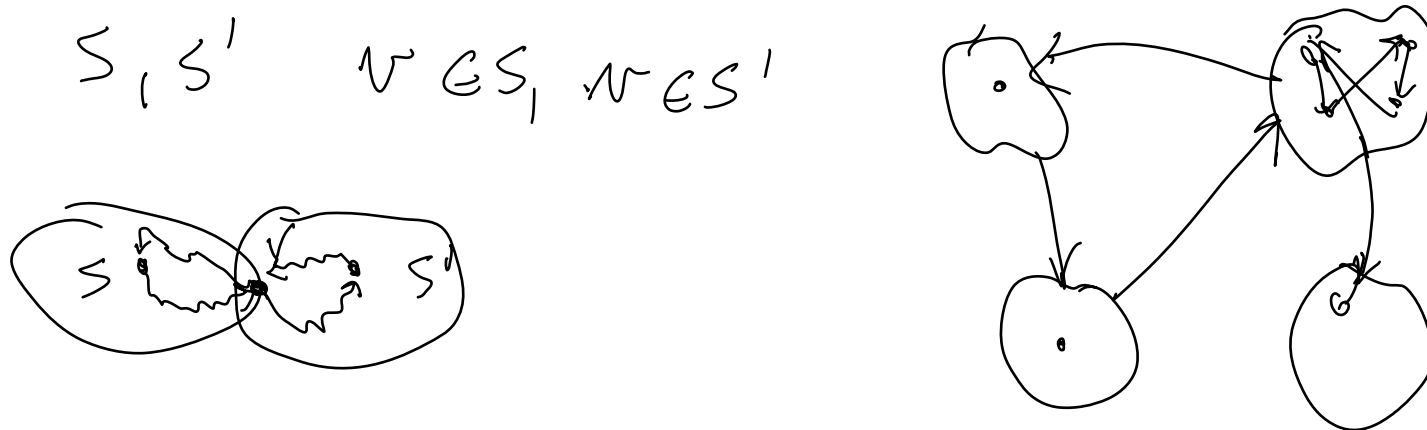 S, S' v ∈ S, v ∈ S'
S S'